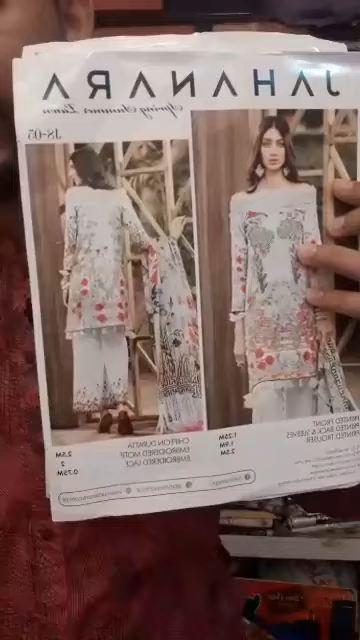 JAHANARA
Spring Summer Lawn
JS-05
PRINTED FRONT 1.25M
PRINTED BACK & SLEEVES 1.9M
PRINTED TROUSER 2.5M
CHIFFON DUPATTA 2.5M
EMBROIDERED MOTIF 2
EMBROIDERED LACE 0.75M